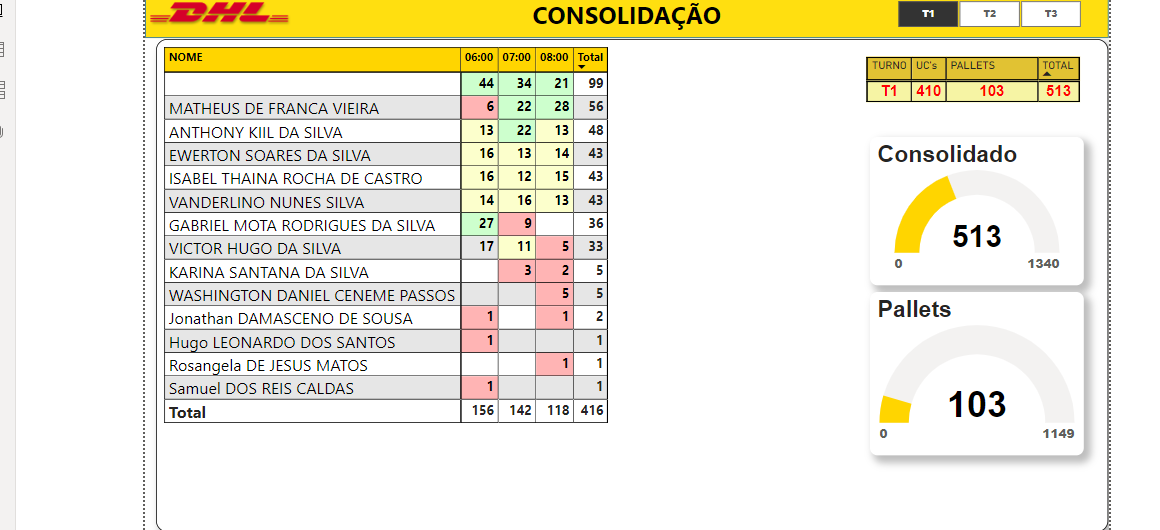 DHL CONSOLIDAÇÃO T1 T2 T3
NOME 06:00 07:00 08:00 Total
44 34 21 99
MATHEUS DE FRANCA VIEIRA 6 22 28 56
ANTHONY KIIL DA SILVA 13 22 13 48
EWERTON SOARES DA SILVA 16 13 14 43
ISABEL THAINA ROCHA DE CASTRO 16 12 15 43
VANDERLINO NUNES SILVA 14 16 13 43
GABRIEL MOTA RODRIGUES DA SILVA 27 9 36
VICTOR HUGO DA SILVA 17 11 5 33
KARINA SANTANA DA SILVA 3 2 5
WASHINGTON DANIEL CENEME PASSOS 5 5
Jonathan DAMASCENO DE SOUSA 1 1 2
Hugo LEONARDO DOS SANTOS 1 1
Rosangela DE JESUS MATOS 1 1
Samuel DOS REIS CALDAS 1 1
Total 156 142 118 416
TURNO UC's PALLETS TOTAL
T1 410 103 513
Consolidado
513
0 1340
Pallets
103
0 1149